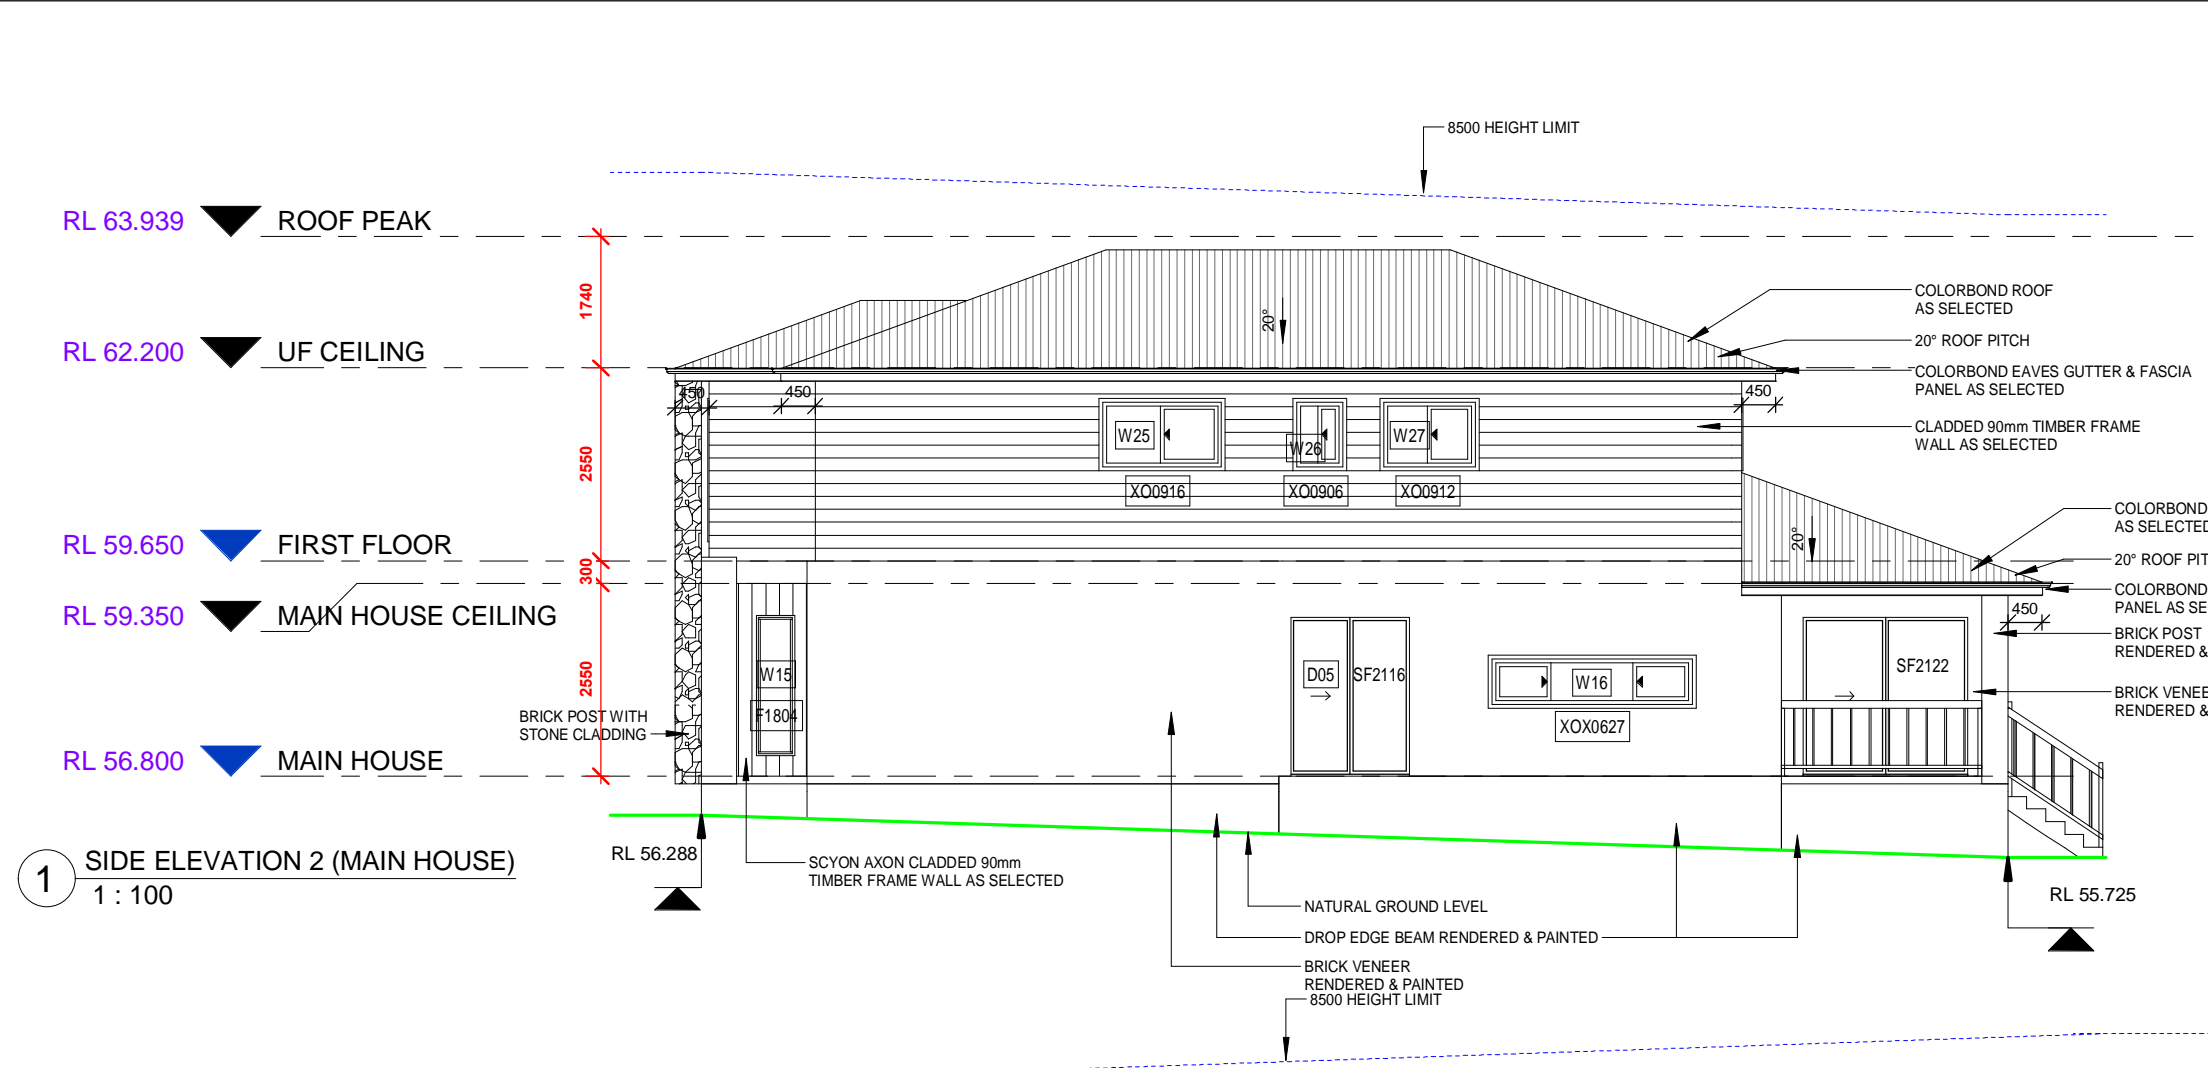 8500 HEIGHT LIMIT
RL 63.939 ROOF PEAK
1740
20°
COLORBOND ROOF
AS SELECTED
20° ROOF PITCH
RL 62.200 UF CEILING
COLORBOND EAVES GUTTER & FASCIA
PANEL AS SELECTED
450
450
450
CLADDED 90mm TIMBER FRAME
WALL AS SELECTED
W25
W26
W27
2550
XO0916
XO0906
XO0912
COLORBOND
AS SELECTED
20°
20° ROOF PIT
RL 59.650 FIRST FLOOR
300
COLORBOND
PANEL AS SE
RL 59.350 MAIN HOUSE CEILING
450
BRICK POST
RENDERED &
2550
W15
F1804
D05
SF2116
W16
XOX0627
SF2122
BRICK VENEE
RENDERED &
BRICK POST WITH
STONE CLADDING
RL 56.800 MAIN HOUSE
1
SIDE ELEVATION 2 (MAIN HOUSE)
1 : 100
RL 56.288
SCYON AXON CLADDED 90mm
TIMBER FRAME WALL AS SELECTED
RL 55.725
NATURAL GROUND LEVEL
DROP EDGE BEAM RENDERED & PAINTED
BRICK VENEER
RENDERED & PAINTED
8500 HEIGHT LIMIT